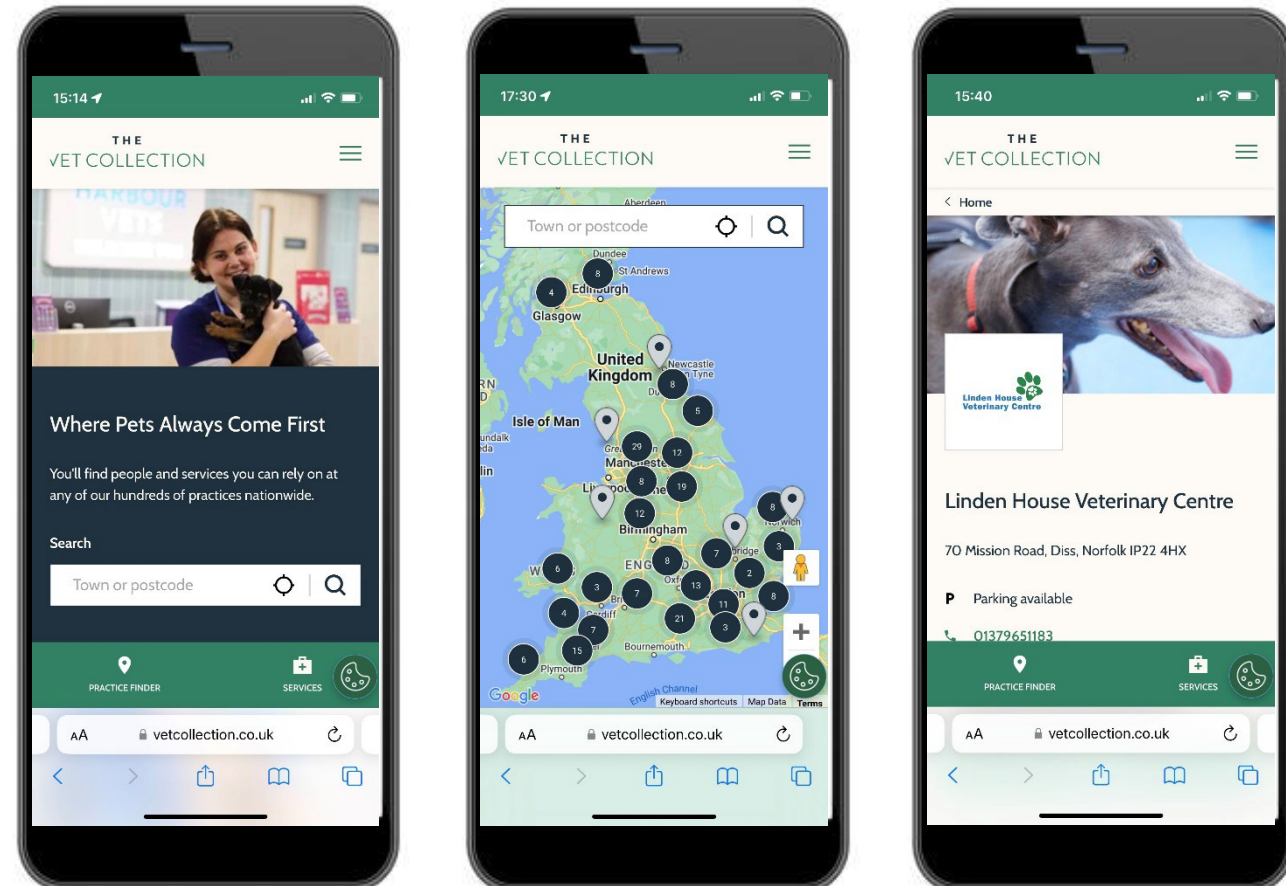 15:14
THE
VET COLLECTION
HARBOUR
VETS
Where Pets Always Come First
You'll find people and services you can rely on at
any of our hundreds of practices nationwide.
Search
Town or postcode
PRACTICE FINDER
SERVICES
AA
vetcollection.co.uk
17:30
THE
VET COLLECTION
Aberdeen
Town or postcode
Dundee
8
St Andrews
4
Edinburgh
Glasgow
United
Kingdom
Newcastle
Tyne
8
5
Isle of Man
29
12
8
19
12
Birmingham
8
Norwich
7
3
6
8
2
3
13
7
11
8
4
21
3
7
Bournemouth
15
6
Plymouth
Google
English Channel
Keyboard shortcuts
Map Data
Terms
AA
vetcollection.co.uk
15:40
THE
VET COLLECTION
< Home
Linden House
Veterinary Centre
Linden House Veterinary Centre
70 Mission Road, Diss, Norfolk IP22 4HX
P Parking available
01379651183
PRACTICE FINDER
SERVICES
AA
vetcollection.co.uk